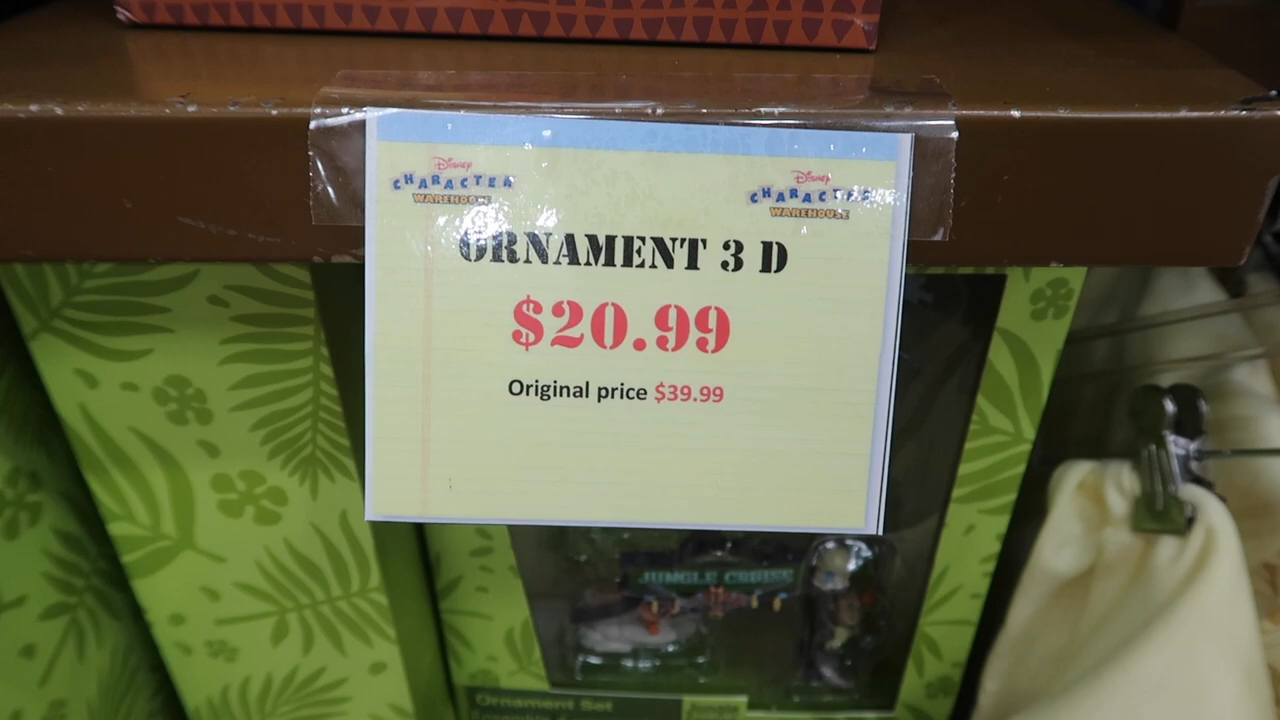 Disney
CHARACTER
WAREHOUSE
Disney
CHARACTER
WAREHOUSE
ORNAMENT 3 D
$20.99
Original price $39.99
JUNGLE CRUISE
Ornament Set